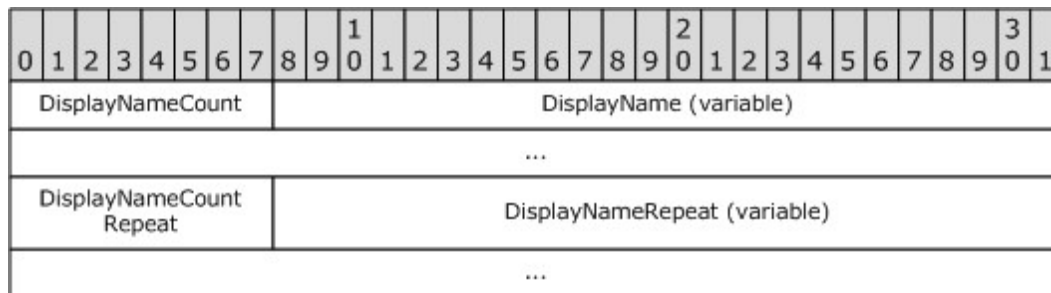 0 1 2 3 4 5 6 7 8 9 1 0 1 2 3 4 5 6 7 8 9 2 0 1 2 3 4 5 6 7 8 9 3 0 1
DisplayNameCount DisplayName (variable)
...
DisplayNameCount
Repeat DisplayNameRepeat (variable)
...